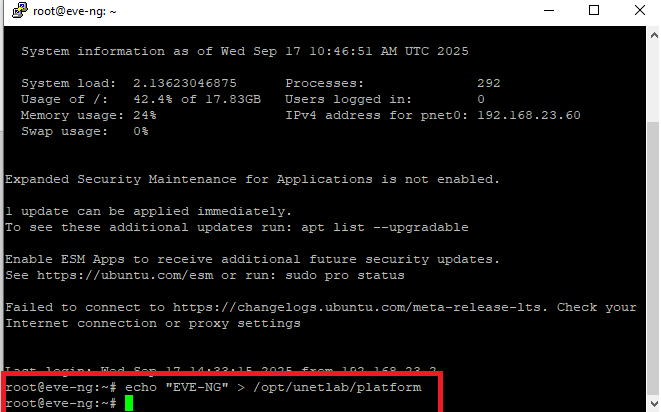 root@eve-ng: ~
System information as of Wed Sep 17 10:46:51 AM UTC 2025
System load: 2.13623046875 Processes: 292
Usage of /: 42.4% of 17.83GB Users logged in: 0
Memory usage: 24% IPv4 address for pnet0: 192.168.23.60
Swap usage: 0%
Expanded Security Maintenance for Applications is not enabled.
1 update can be applied immediately.
To see these additional updates run: apt list --upgradable
Enable ESM Apps to receive additional future security updates.
See https://ubuntu.com/esm or run: sudo pro status
Failed to connect to https://changelogs.ubuntu.com/meta-release-lts. Check your
Internet connection or proxy settings
Last login: Wed Sep 17 14:33:15 2025 from 192.168.23.2
root@eve-ng:~# echo "EVE-NG" > /opt/unetlab/platform
root@eve-ng:~#